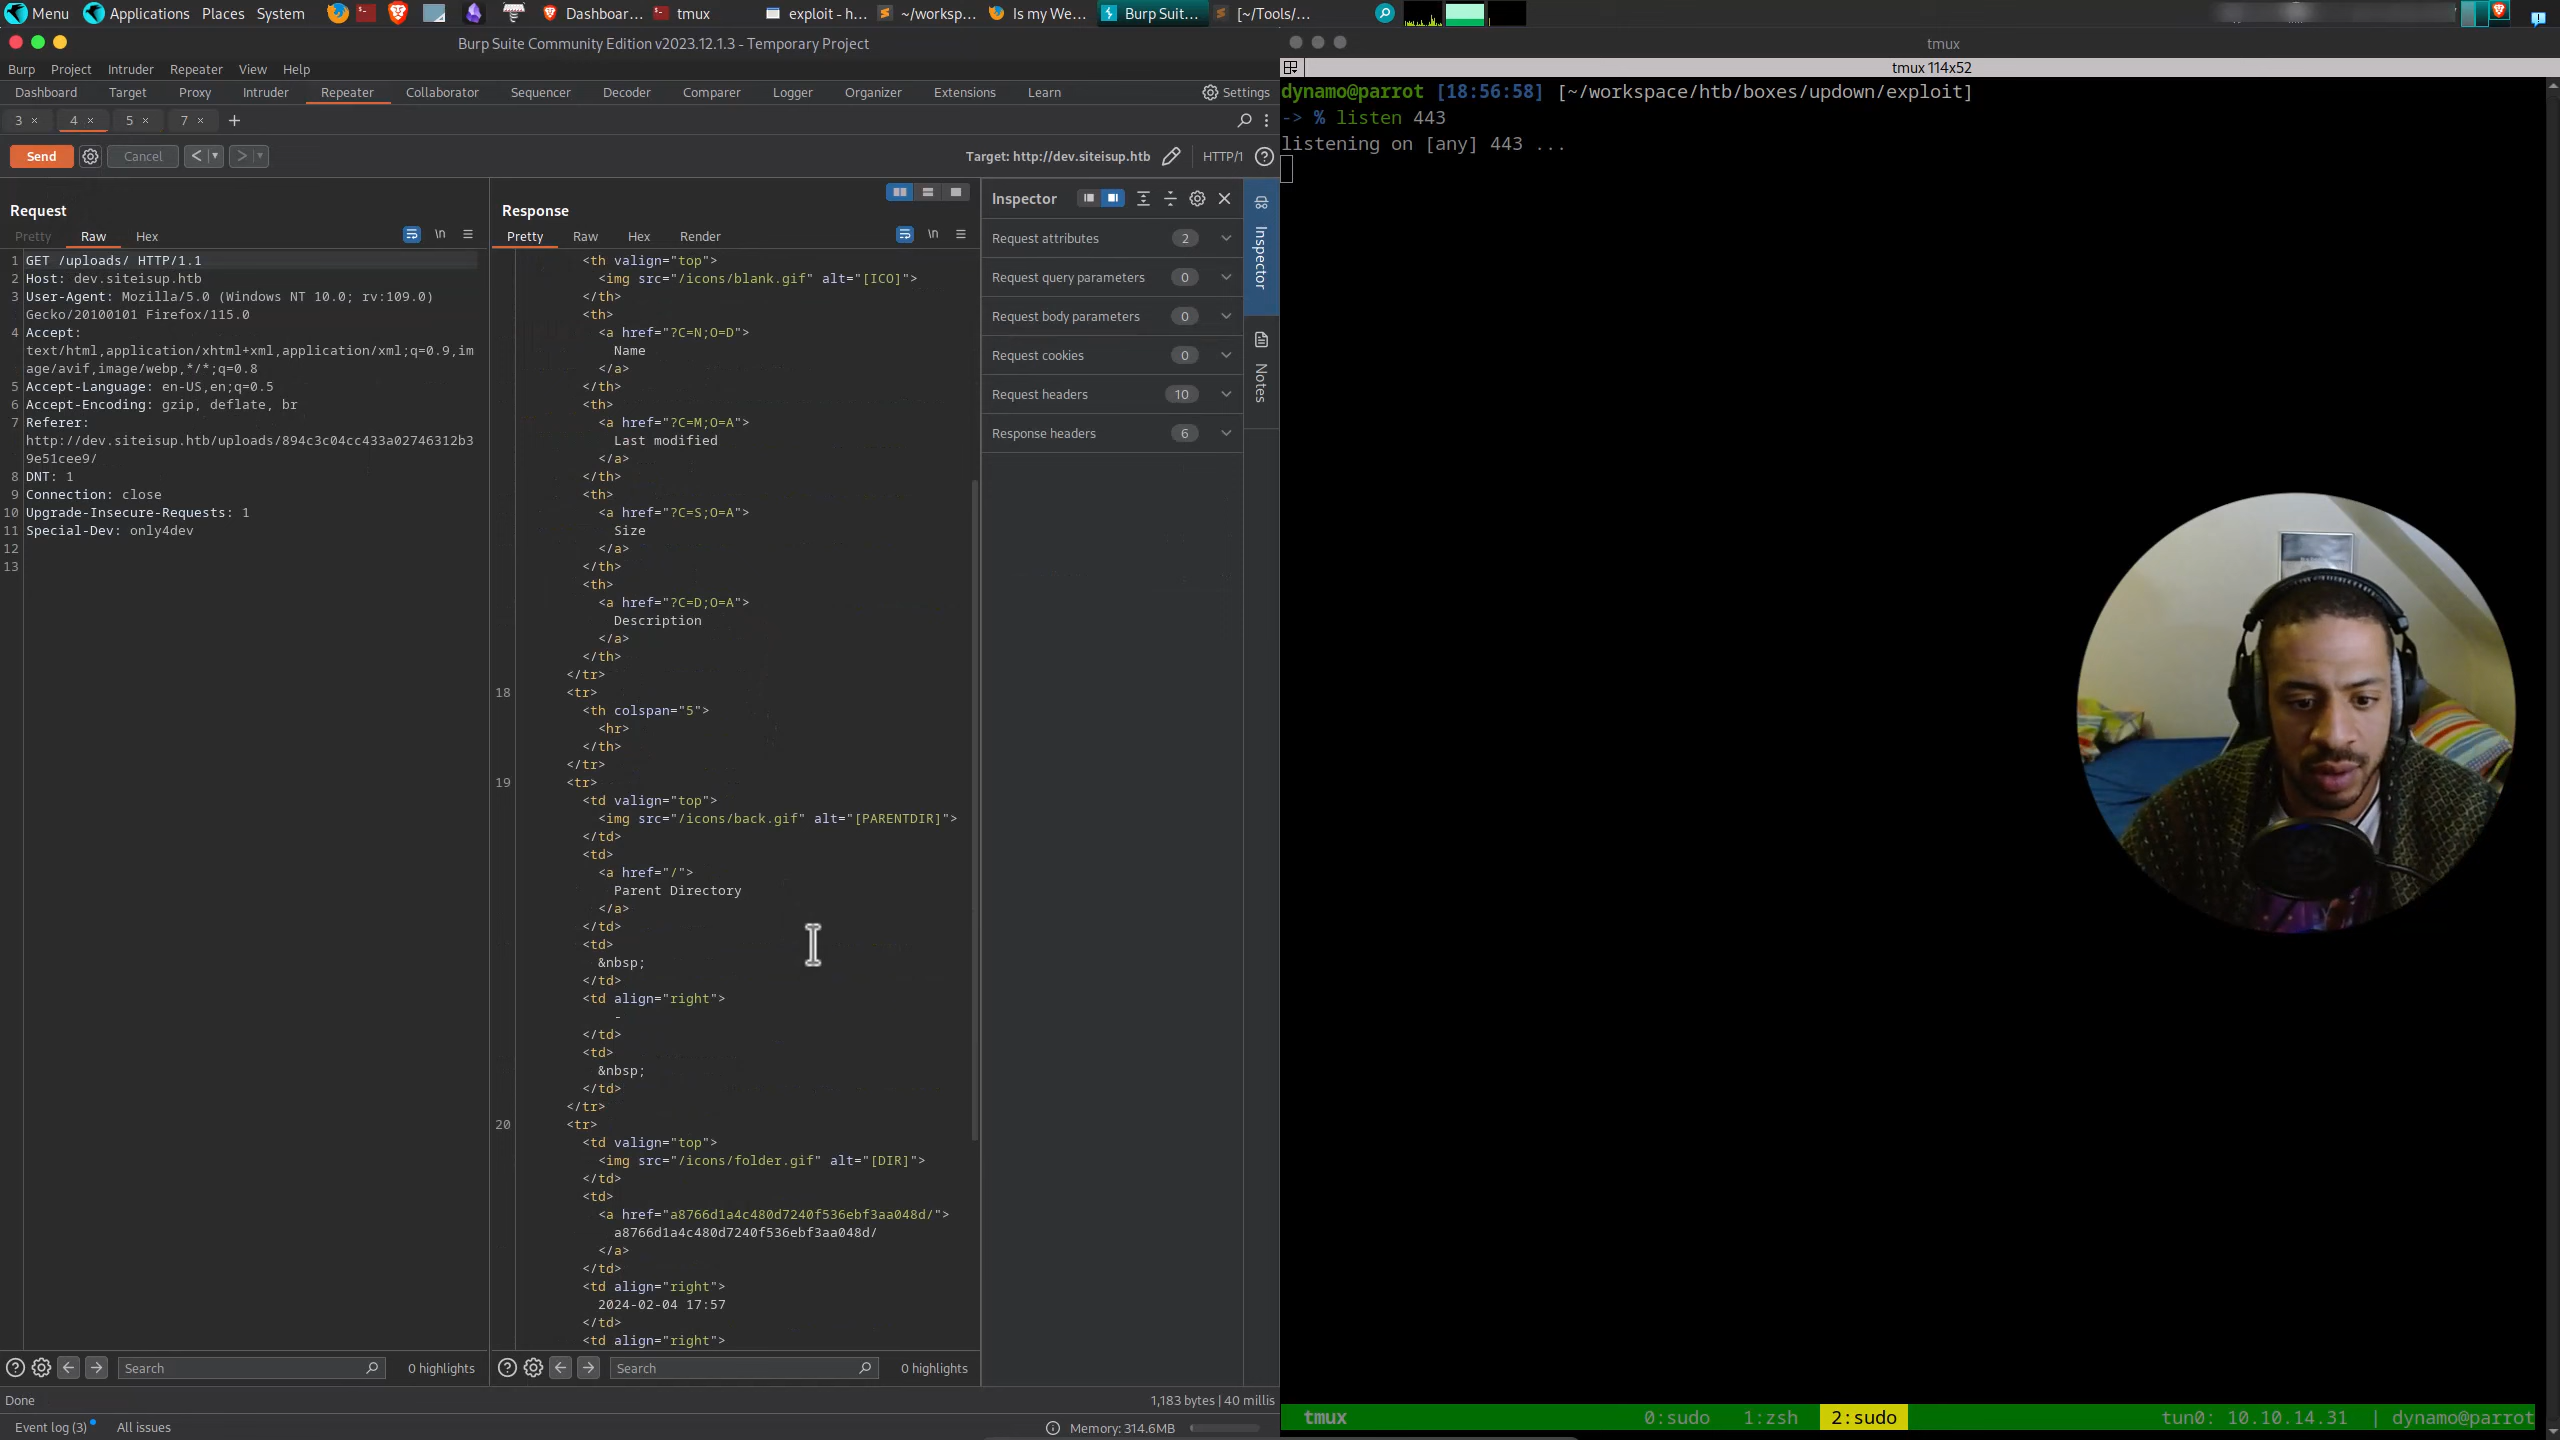 Menu Applications Places System Dashboar... tmux exploit - h... ~/worksp... Is my We... Burp Suit... [~/Tools/...
Burp Suite Community Edition v2023.12.1.3 - Temporary Project
Burp Project Intruder Repeater View Help
Dashboard Target Proxy Intruder Repeater Collaborator Sequencer Decoder Comparer Logger Organizer Extensions Learn Settings
3 × 4 × 5 × 7 × +
Send Cancel < > Target: http://dev.siteisup.htb HTTP/1
Request
Pretty Raw Hex \n
1 GET /uploads/ HTTP/1.1
2 Host: dev.siteisup.htb
3 User-Agent: Mozilla/5.0 (Windows NT 10.0; rv:109.0)
Gecko/20100101 Firefox/115.0
4 Accept:
text/html,application/xhtml+xml,application/xml;q=0.9,im
age/avif,image/webp,*/*;q=0.8
5 Accept-Language: en-US,en;q=0.5
6 Accept-Encoding: gzip, deflate, br
7 Referer:
http://dev.siteisup.htb/uploads/894c3c04cc433a02746312b3
9e51cee9/
8 DNT: 1
9 Connection: close
10 Upgrade-Insecure-Requests: 1
11 Special-Dev: only4dev
12
13
Search 0 highlights
Response
Pretty Raw Hex Render \n
<th valign="top">
<img src="/icons/blank.gif" alt="[ICO]">
</th>
<th>
<a href="?C=N;O=D">
Name
</a>
</th>
<th>
<a href="?C=M;O=A">
Last modified
</a>
</th>
<th>
<a href="?C=S;O=A">
Size
</a>
</th>
<th>
<a href="?C=D;O=A">
Description
</a>
</th>
</tr>
18 <tr>
<th colspan="5">
<hr>
</th>
</tr>
19 <tr>
<td valign="top">
<img src="/icons/back.gif" alt="[PARENTDIR]">
</td>
<td>
<a href="/">
Parent Directory
</a>
</td>
<td>
&nbsp;
</td>
<td align="right">
-
</td>
<td>
&nbsp;
</td>
</tr>
20 <tr>
<td valign="top">
<img src="/icons/folder.gif" alt="[DIR]">
</td>
<td>
<a href="a8766d1a4c480d7240f536ebf3aa048d/">
a8766d1a4c480d7240f536ebf3aa048d/
</a>
</td>
<td align="right">
2024-02-04 17:57
</td>
<td align="right">
Search 0 highlights
Inspector
Request attributes 2
Request query parameters 0
Request body parameters 0
Request cookies 0
Request headers 10
Response headers 6
Inspector
Notes
Done 1,183 bytes | 40 millis
Event log (3) All issues Memory: 314.6MB
tmux
tmux 114x52
dynamo@parrot [18:56:58] [~/workspace/htb/boxes/updown/exploit]
-> % listen 443
listening on [any] 443 ...
tmux 0:sudo 1:zsh 2:sudo tun0: 10.10.14.31 | dynamo@parrot